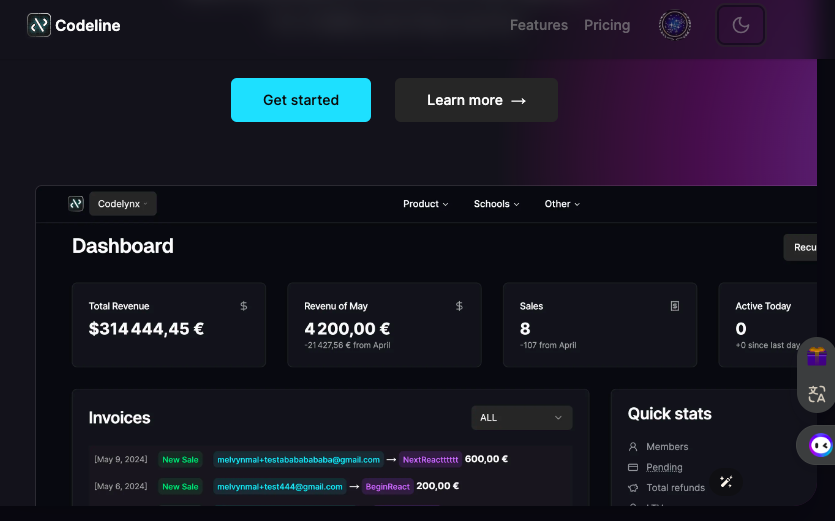 Codeline
Features Pricing
Get started Learn more →
Codelynx Product Schools Other
Dashboard
Recu
Total Revenue $
$314 444,45 €
Revenu of May $
4 200,00 €
-21 427,56 € from April
Sales
8
-107 from April
Active Today
0
+0 since last day
Invoices ALL
[May 9, 2024] New Sale melvynmal+testabababababa@gmail.com → NextReactttttt 600,00 €
[May 6, 2024] New Sale melvynmal+test444@gmail.com → BeginReact 200,00 €
Quick stats
Members
Pending
Total refunds